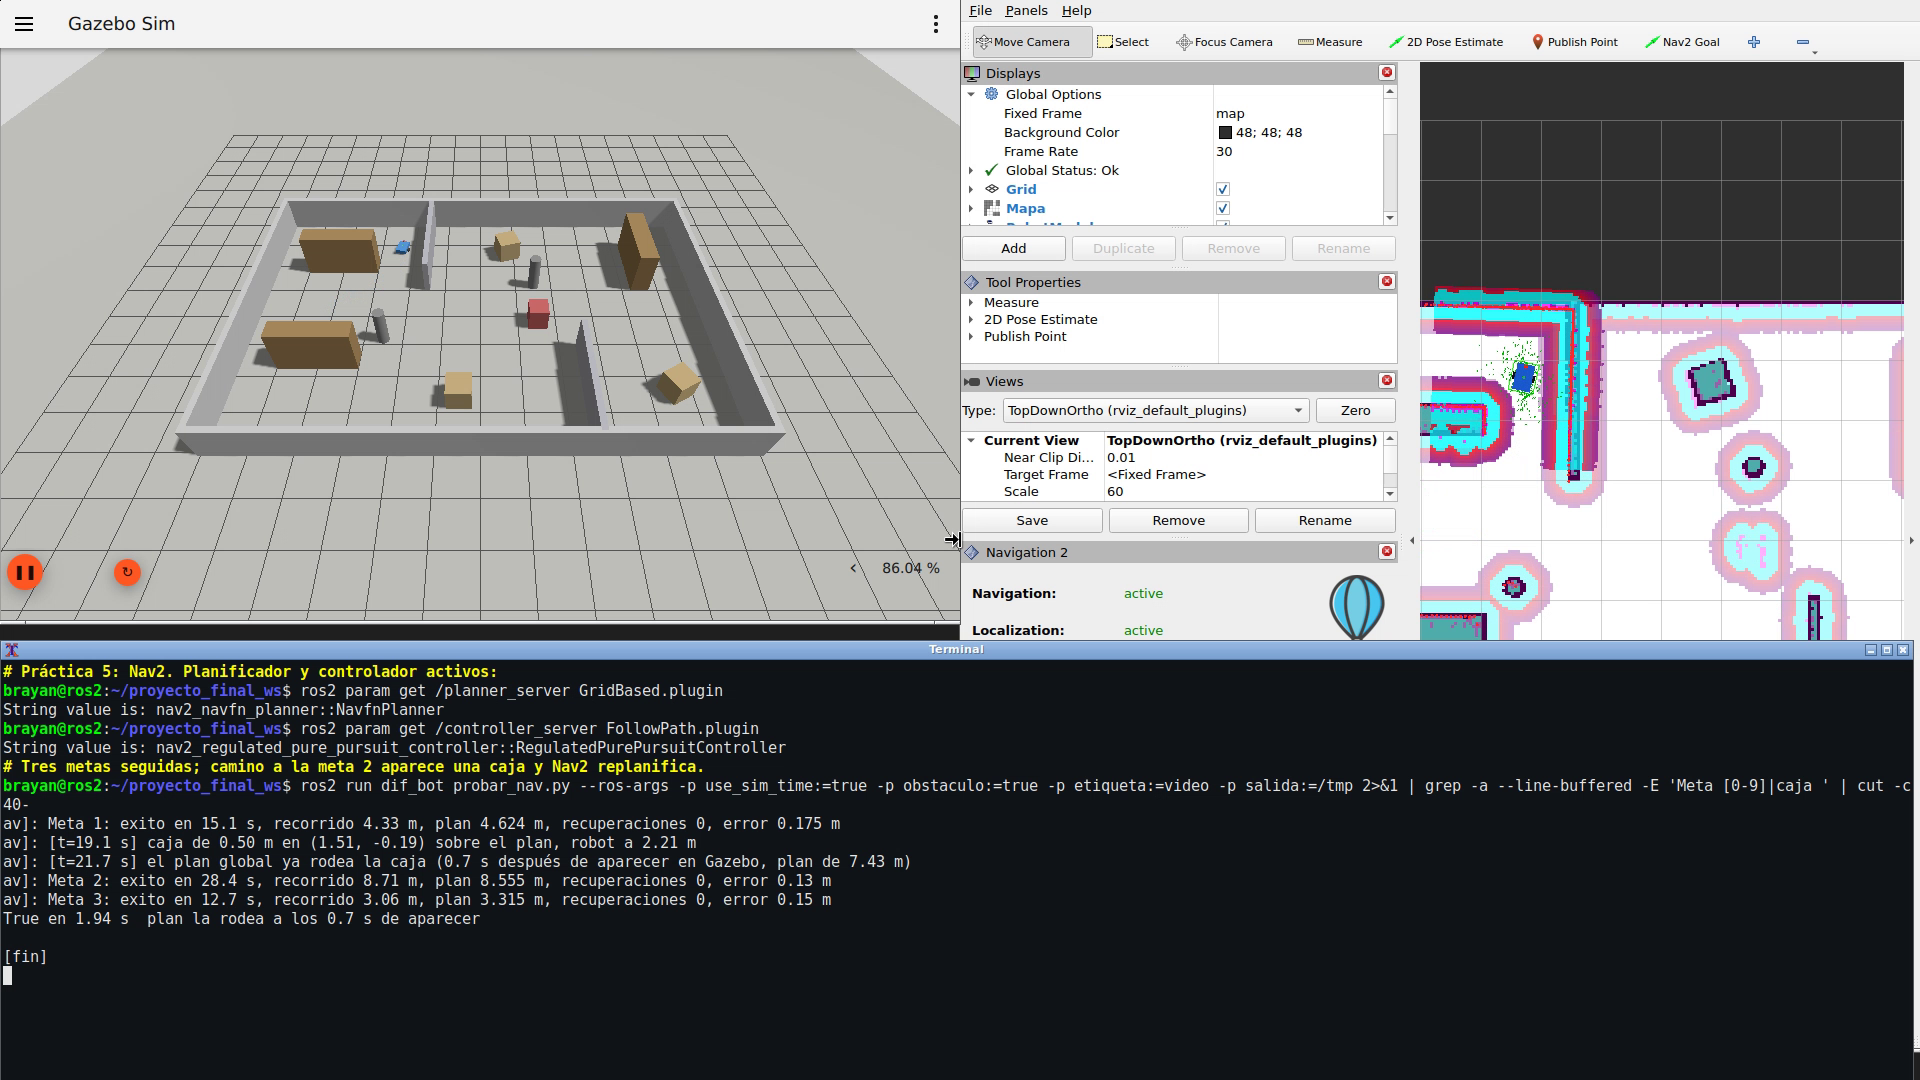 Gazebo Sim
86.04 %
File Panels Help
Move Camera Select Focus Camera Measure 2D Pose Estimate Publish Point Nav2 Goal
Displays
Global Options
Fixed Frame map
Background Color 48; 48; 48
Frame Rate 30
Global Status: Ok
Grid
Mapa
Add Duplicate Remove Rename
Tool Properties
Measure
2D Pose Estimate
Publish Point
Views
Type: TopDownOrtho (rviz_default_plugins) Zero
Current View TopDownOrtho (rviz_default_plugins)
Near Clip Di... 0.01
Target Frame <Fixed Frame>
Scale 60
Save Remove Rename
Navigation 2
Navigation: active
Localization: active
Terminal
# Práctica 5: Nav2. Planificador y controlador activos:
brayan@ros2:~/proyecto_final_ws$ ros2 param get /planner_server GridBased.plugin
String value is: nav2_navfn_planner::NavfnPlanner
brayan@ros2:~/proyecto_final_ws$ ros2 param get /controller_server FollowPath.plugin
String value is: nav2_regulated_pure_pursuit_controller::RegulatedPurePursuitController
# Tres metas seguidas; camino a la meta 2 aparece una caja y Nav2 replanifica.
brayan@ros2:~/proyecto_final_ws$ ros2 run dif_bot probar_nav.py --ros-args -p use_sim_time:=true -p obstaculo:=true -p etiqueta:=video -p salida:=/tmp 2>&1 | grep -a --line-buffered -E 'Meta [0-9]|caja ' | cut -c
40-
av]: Meta 1: exito en 15.1 s, recorrido 4.33 m, plan 4.624 m, recuperaciones 0, error 0.175 m
av]: [t=19.1 s] caja de 0.50 m en (1.51, -0.19) sobre el plan, robot a 2.21 m
av]: [t=21.7 s] el plan global ya rodea la caja (0.7 s después de aparecer en Gazebo, plan de 7.43 m)
av]: Meta 2: exito en 28.4 s, recorrido 8.71 m, plan 8.555 m, recuperaciones 0, error 0.13 m
av]: Meta 3: exito en 12.7 s, recorrido 3.06 m, plan 3.315 m, recuperaciones 0, error 0.15 m
True en 1.94 s  plan la rodea a los 0.7 s de aparecer
[fin]